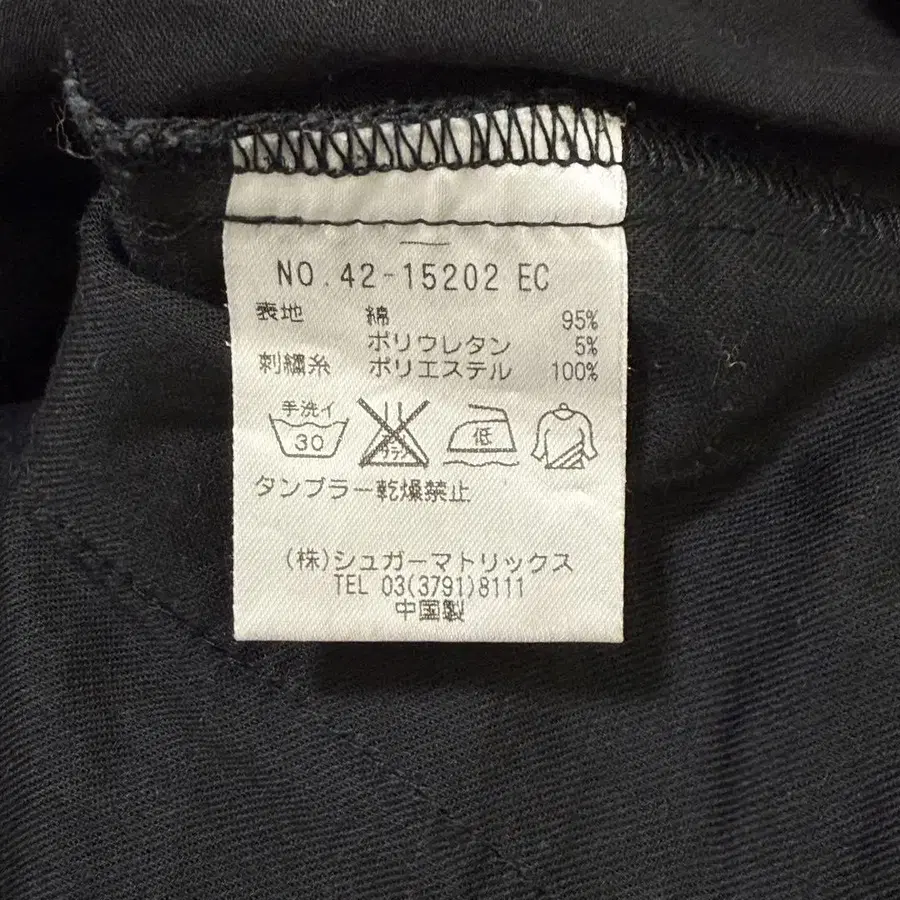 NO.42-15202 EC
表地 綿 95%
ポリウレタン 5%
刺繍糸 ポリエステル 100%
手洗イ
30
サラシ
低
タンブラー乾燥禁止
(株)シュガーマトリックス
TEL 03(3791)8111
中国製